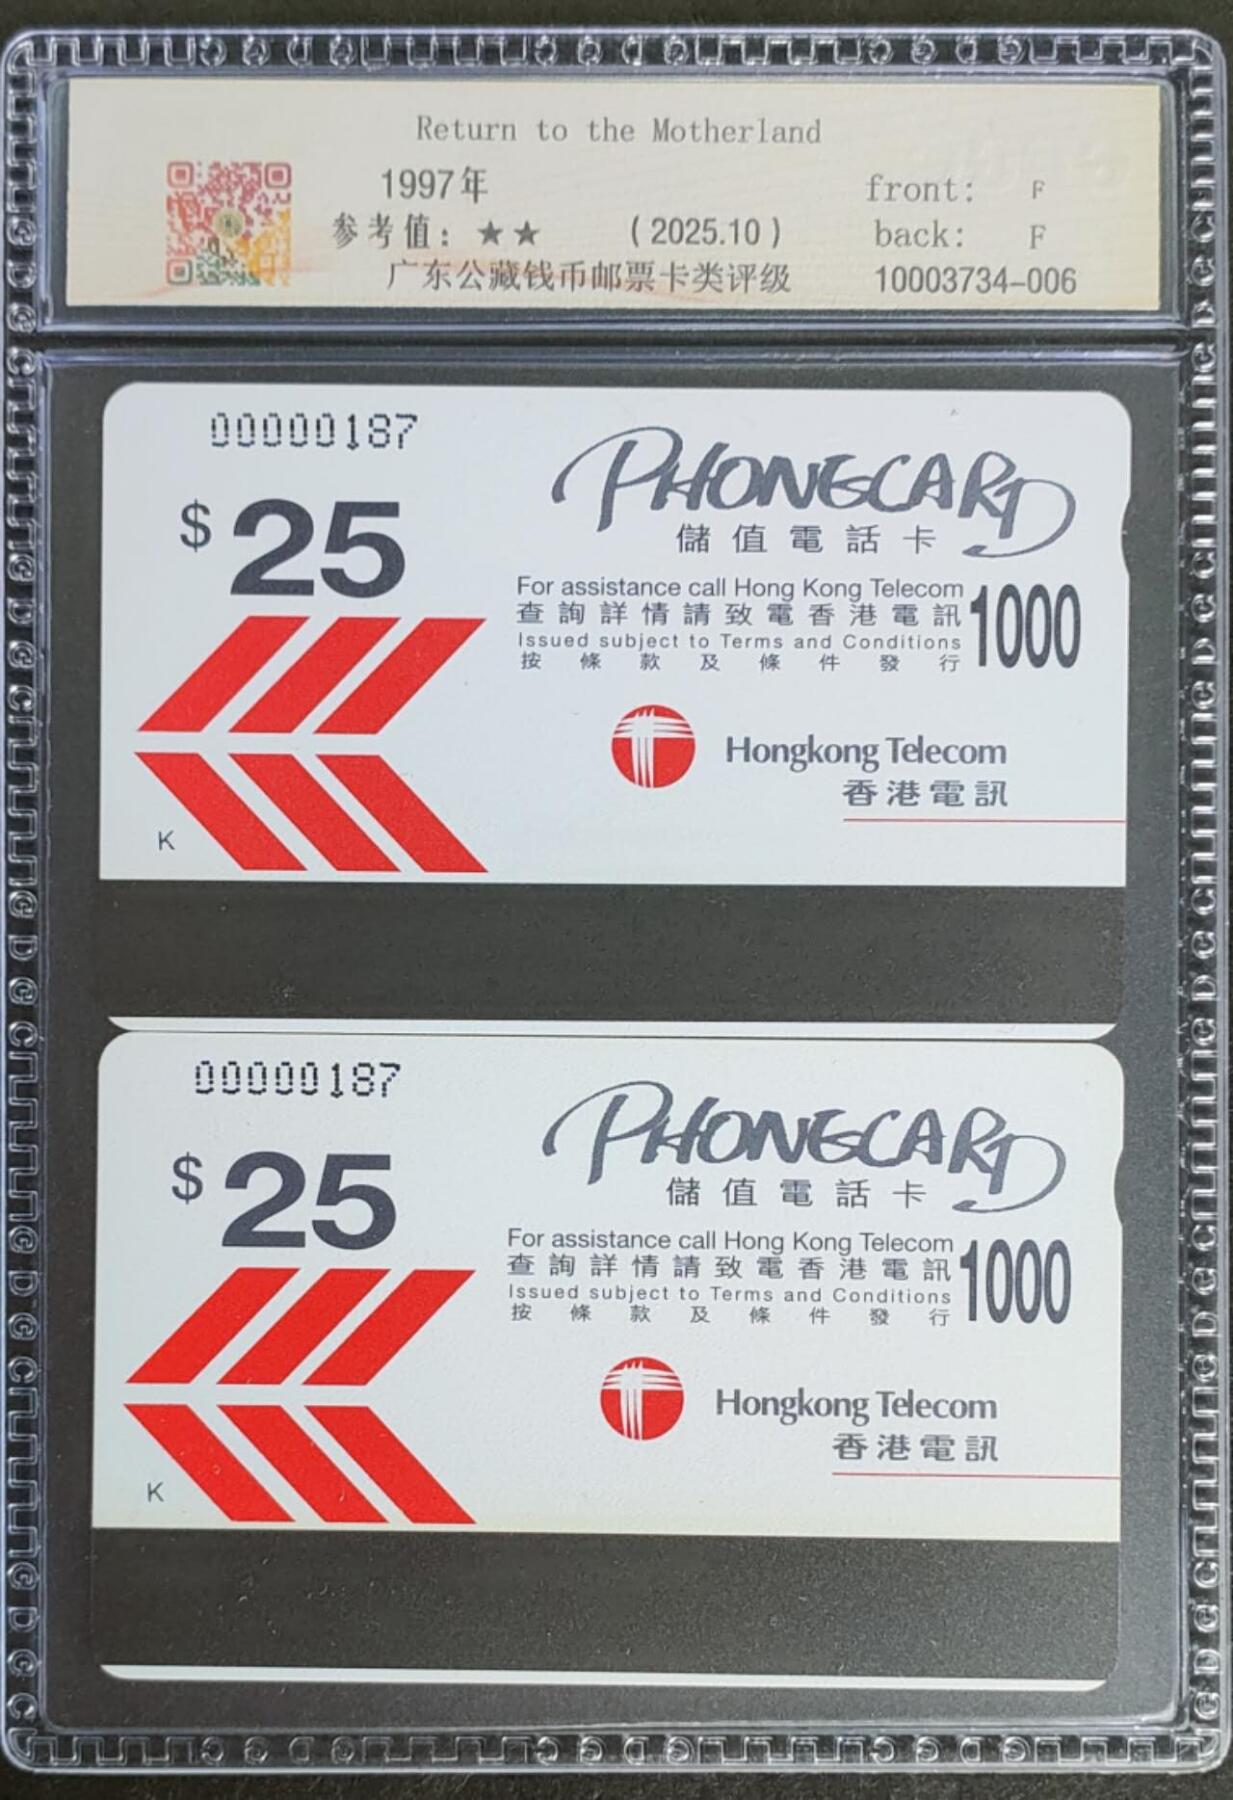 Return to the Motherland
1997年
front: F
参考值: ★★ (2025.10)
back: F
广东公藏钱币邮票卡类评级
10003734-006
00000187
$25
PHONECARD
儲值電話卡
For assistance call Hong Kong Telecom
查詢詳情請致電香港電訊 1000
Issued subject to Terms and Conditions
按條款及條件發行
Hongkong Telecom
香港電訊
K
00000187
$25
PHONECARD
儲值電話卡
For assistance call Hong Kong Telecom
查詢詳情請致電香港電訊 1000
Issued subject to Terms and Conditions
按條款及條件發行
Hongkong Telecom
香港電訊
K